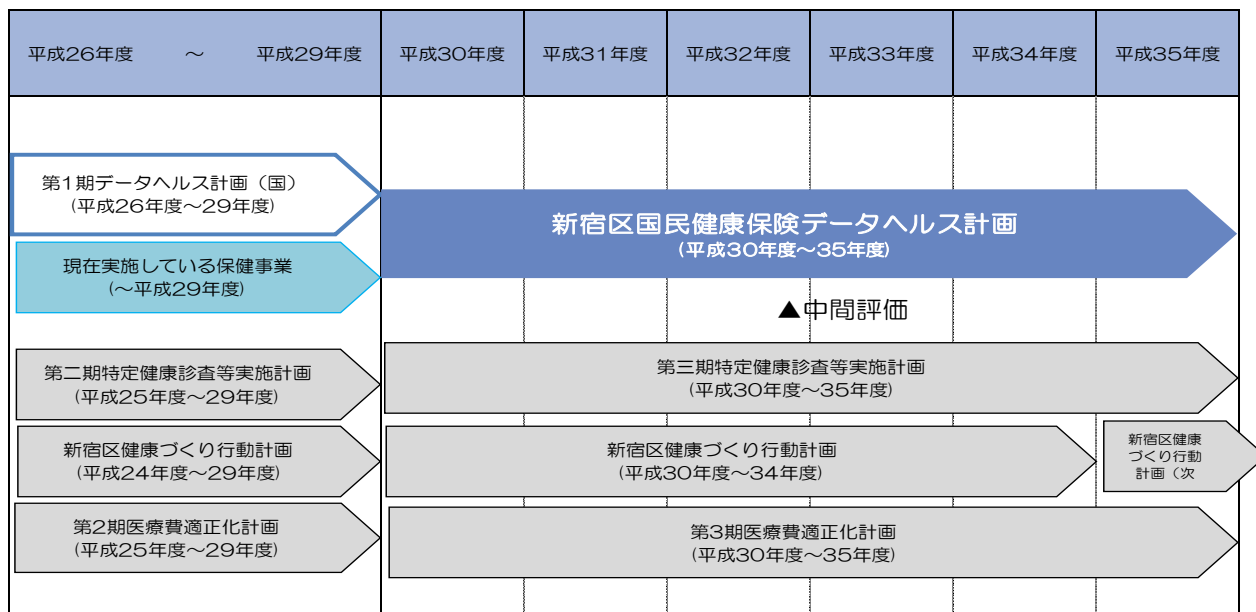 平成26年度 ～ 平成29年度 平成30年度 平成31年度 平成32年度 平成33年度 平成34年度 平成35年度
第1期データヘルス計画（国）
(平成26年度～29年度)
新宿区国民健康保険データヘルス計画
(平成30年度～35年度)
現在実施している保健事業
(～平成29年度)
▲中間評価
第二期特定健康診査等実施計画
(平成25年度～29年度)
第三期特定健康診査等実施計画
(平成30年度～35年度)
新宿区健康づくり行動計画
(平成24年度～29年度)
新宿区健康づくり行動計画
(平成30年度～34年度)
新宿区健康
づくり行動
計画（次
第2期医療費適正化計画
(平成25年度～29年度)
第3期医療費適正化計画
(平成30年度～35年度)